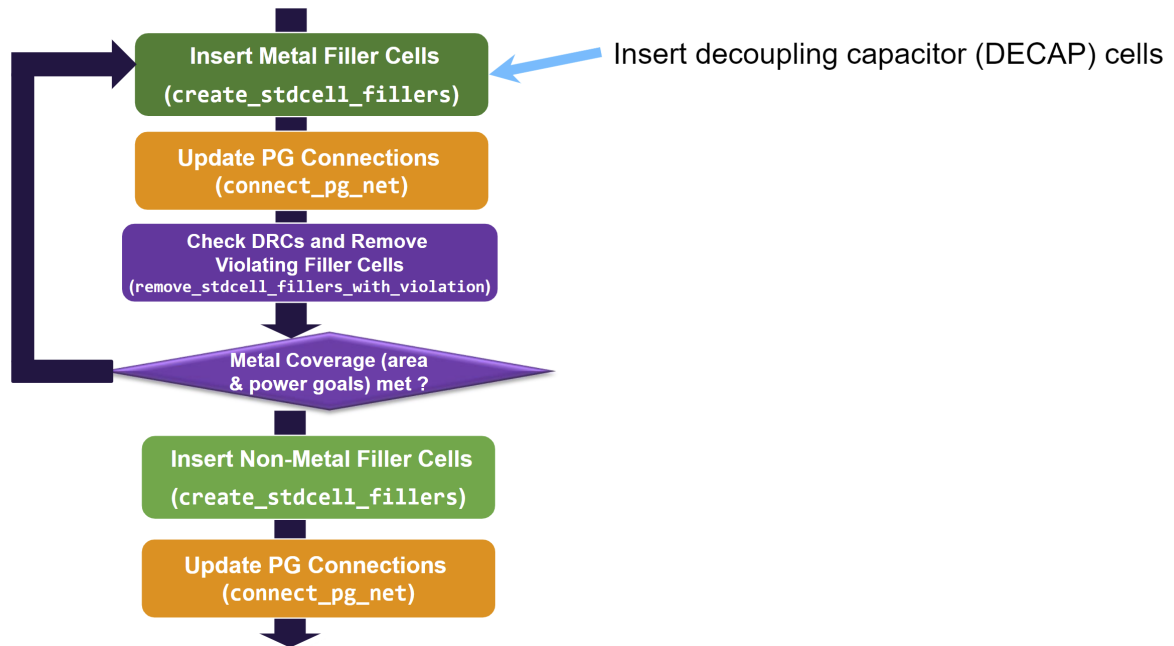 Insert Metal Filler Cells
(create_stdcell_fillers)
Insert decoupling capacitor (DECAP) cells
Update PG Connections
(connect_pg_net)
Check DRCs and Remove
Violating Filler Cells
(remove_stdcell_fillers_with_violation)
Metal Coverage (area
& power goals) met ?
Insert Non-Metal Filler Cells
(create_stdcell_fillers)
Update PG Connections
(connect_pg_net)